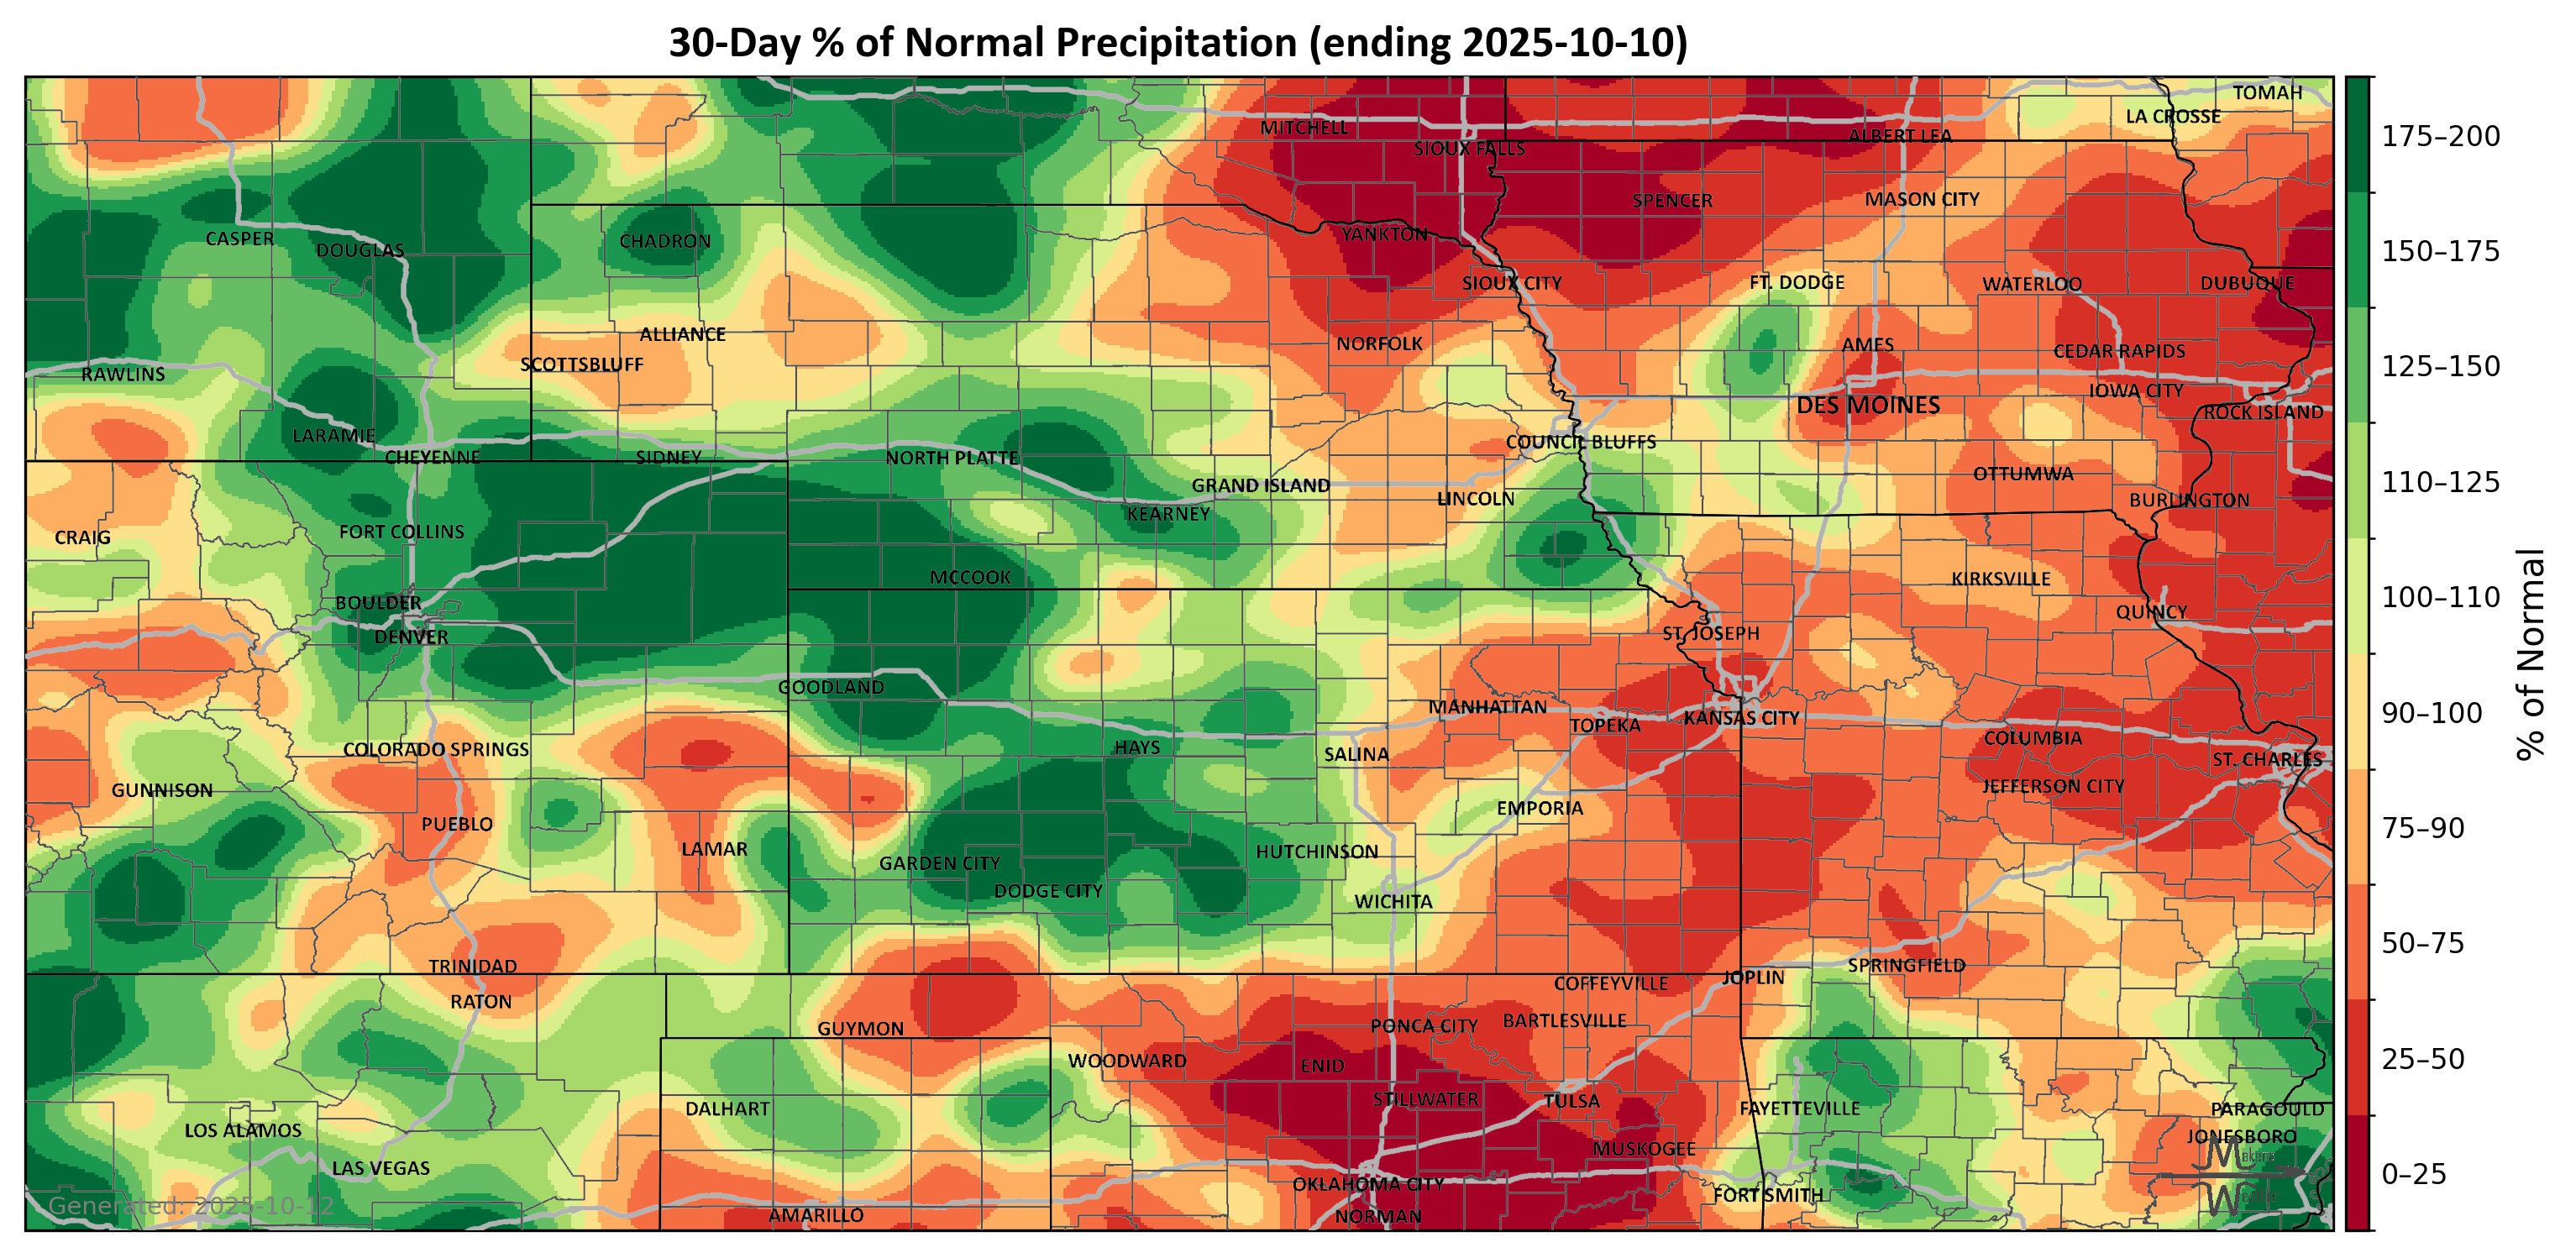 30-Day % of Normal Precipitation (ending 2025-10-10)
TOMAH
LA CROSSE
MITCHELL
ALBERT LEA
SIOUX FALLS
SPENCER
MASON CITY
YANKTON
CASPER
CHADRON
DOUGLAS
SIOUX CITY
FT. DODGE
WATERLOO
DUBUQUE
ALLIANCE
NORFOLK
AMES
CEDAR RAPIDS
SCOTTSBLUFF
RAWLINS
IOWA CITY
DES MOINES
ROCK ISLAND
LARAMIE
COUNCIL BLUFFS
CHEYENNE
SIDNEY
NORTH PLATTE
OTTUMWA
GRAND ISLAND
LINCOLN
BURLINGTON
KEARNEY
FORT COLLINS
CRAIG
MCCOOK
KIRKSVILLE
BOULDER
QUINCY
DENVER
ST. JOSEPH
GOODLAND
MANHATTAN
KANSAS CITY
TOPEKA
COLUMBIA
COLORADO SPRINGS
HAYS
SALINA
ST. CHARLES
GUNNISON
JEFFERSON CITY
EMPORIA
PUEBLO
LAMAR
HUTCHINSON
GARDEN CITY
DODGE CITY
WICHITA
TRINIDAD
SPRINGFIELD
JOPLIN
COFFEYVILLE
RATON
GUYMON
PONCA CITY
BARTLESVILLE
WOODWARD
ENID
STILLWATER
TULSA
DALHART
FAYETTEVILLE
PARAGOULD
LOS ALAMOS
JONESBORO
MUSKOGEE
LAS VEGAS
OKLAHOMA CITY
FORT SMITH
AMARILLO
NORMAN
Generated: 2025-10-12
175–200
150–175
125–150
110–125
100–110
90–100
75–90
50–75
25–50
0–25
% of Normal